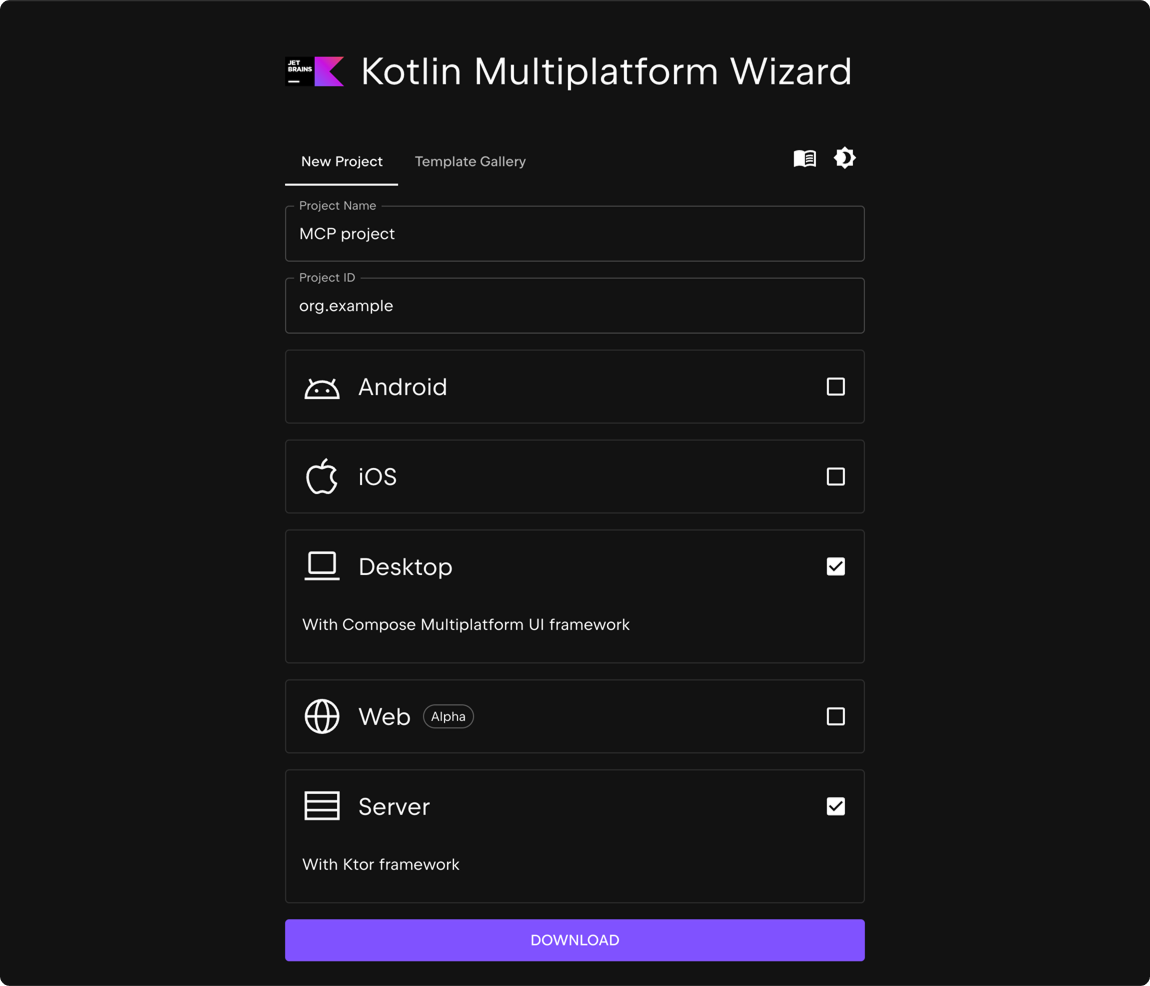 JET
BRAINS
Kotlin Multiplatform Wizard
New Project
Template Gallery
Project Name
MCP project
Project ID
org.example
Android
iOS
Desktop
With Compose Multiplatform UI framework
Web
Alpha
Server
With Ktor framework
DOWNLOAD